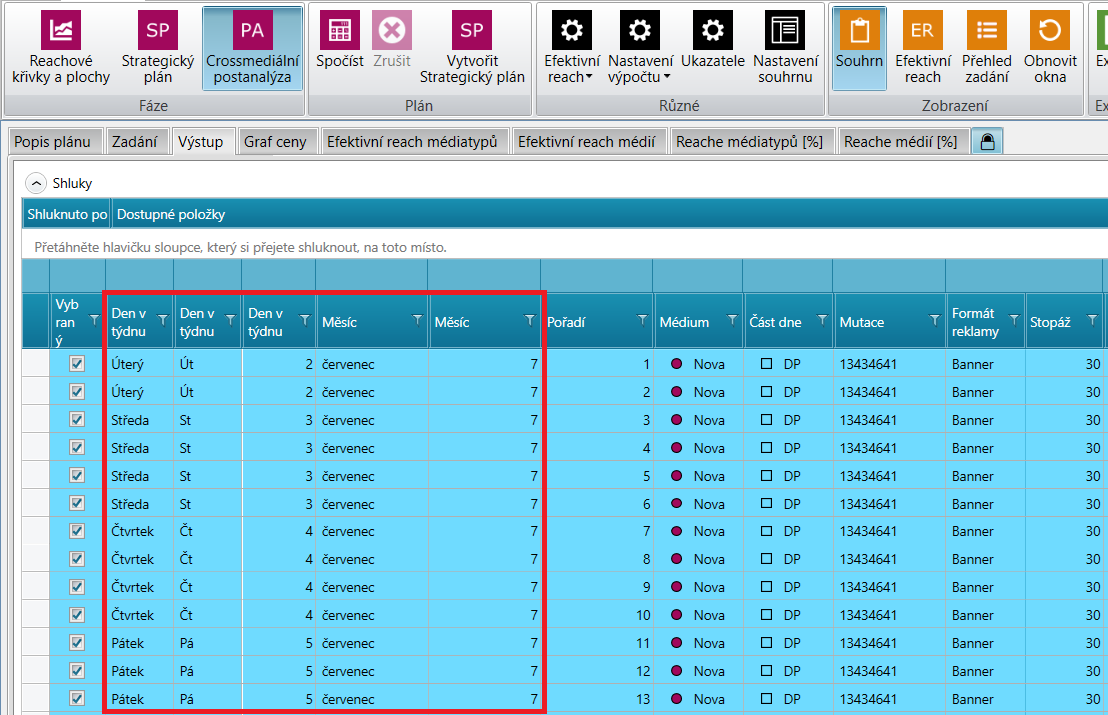 SP PA SP ER
Reachové křivky a plochy
Strategický plán
Crossmediální postanalýza
Spočíst
Zrušit
Vytvořit Strategický plán
Efektivní reach
Nastavení výpočtu
Ukazatele
Nastavení souhrnu
Souhrn
Efektivní reach
Přehled zadání
Obnovit okna
Ex
Fáze Plán Různé Zobrazení Ex
Popis plánu Zadání Výstup Graf ceny Efektivní reach médiatypů Efektivní reach médií Reache médiatypů [%] Reache médií [%]
Shluky
Shluknuto po Dostupné položky
Přetáhněte hlavičku sloupce, který si přejete shluknout, na toto místo.
Vybraný Den v týdnu Den v týdnu Den v týdnu Měsíc Měsíc Pořadí Médium Část dne Mutace Formát reklamy Stopáž
Úterý Út 2 červenec 7 1 Nova DP 13434641 Banner 30
Úterý Út 2 červenec 7 2 Nova DP 13434641 Banner 30
Středa St 3 červenec 7 3 Nova DP 13434641 Banner 30
Středa St 3 červenec 7 4 Nova DP 13434641 Banner 30
Středa St 3 červenec 7 5 Nova DP 13434641 Banner 30
Středa St 3 červenec 7 6 Nova DP 13434641 Banner 30
Čtvrtek Čt 4 červenec 7 7 Nova DP 13434641 Banner 30
Čtvrtek Čt 4 červenec 7 8 Nova DP 13434641 Banner 30
Čtvrtek Čt 4 červenec 7 9 Nova DP 13434641 Banner 30
Čtvrtek Čt 4 červenec 7 10 Nova DP 13434641 Banner 30
Pátek Pá 5 červenec 7 11 Nova DP 13434641 Banner 30
Pátek Pá 5 červenec 7 12 Nova DP 13434641 Banner 30
Pátek Pá 5 červenec 7 13 Nova DP 13434641 Banner 30